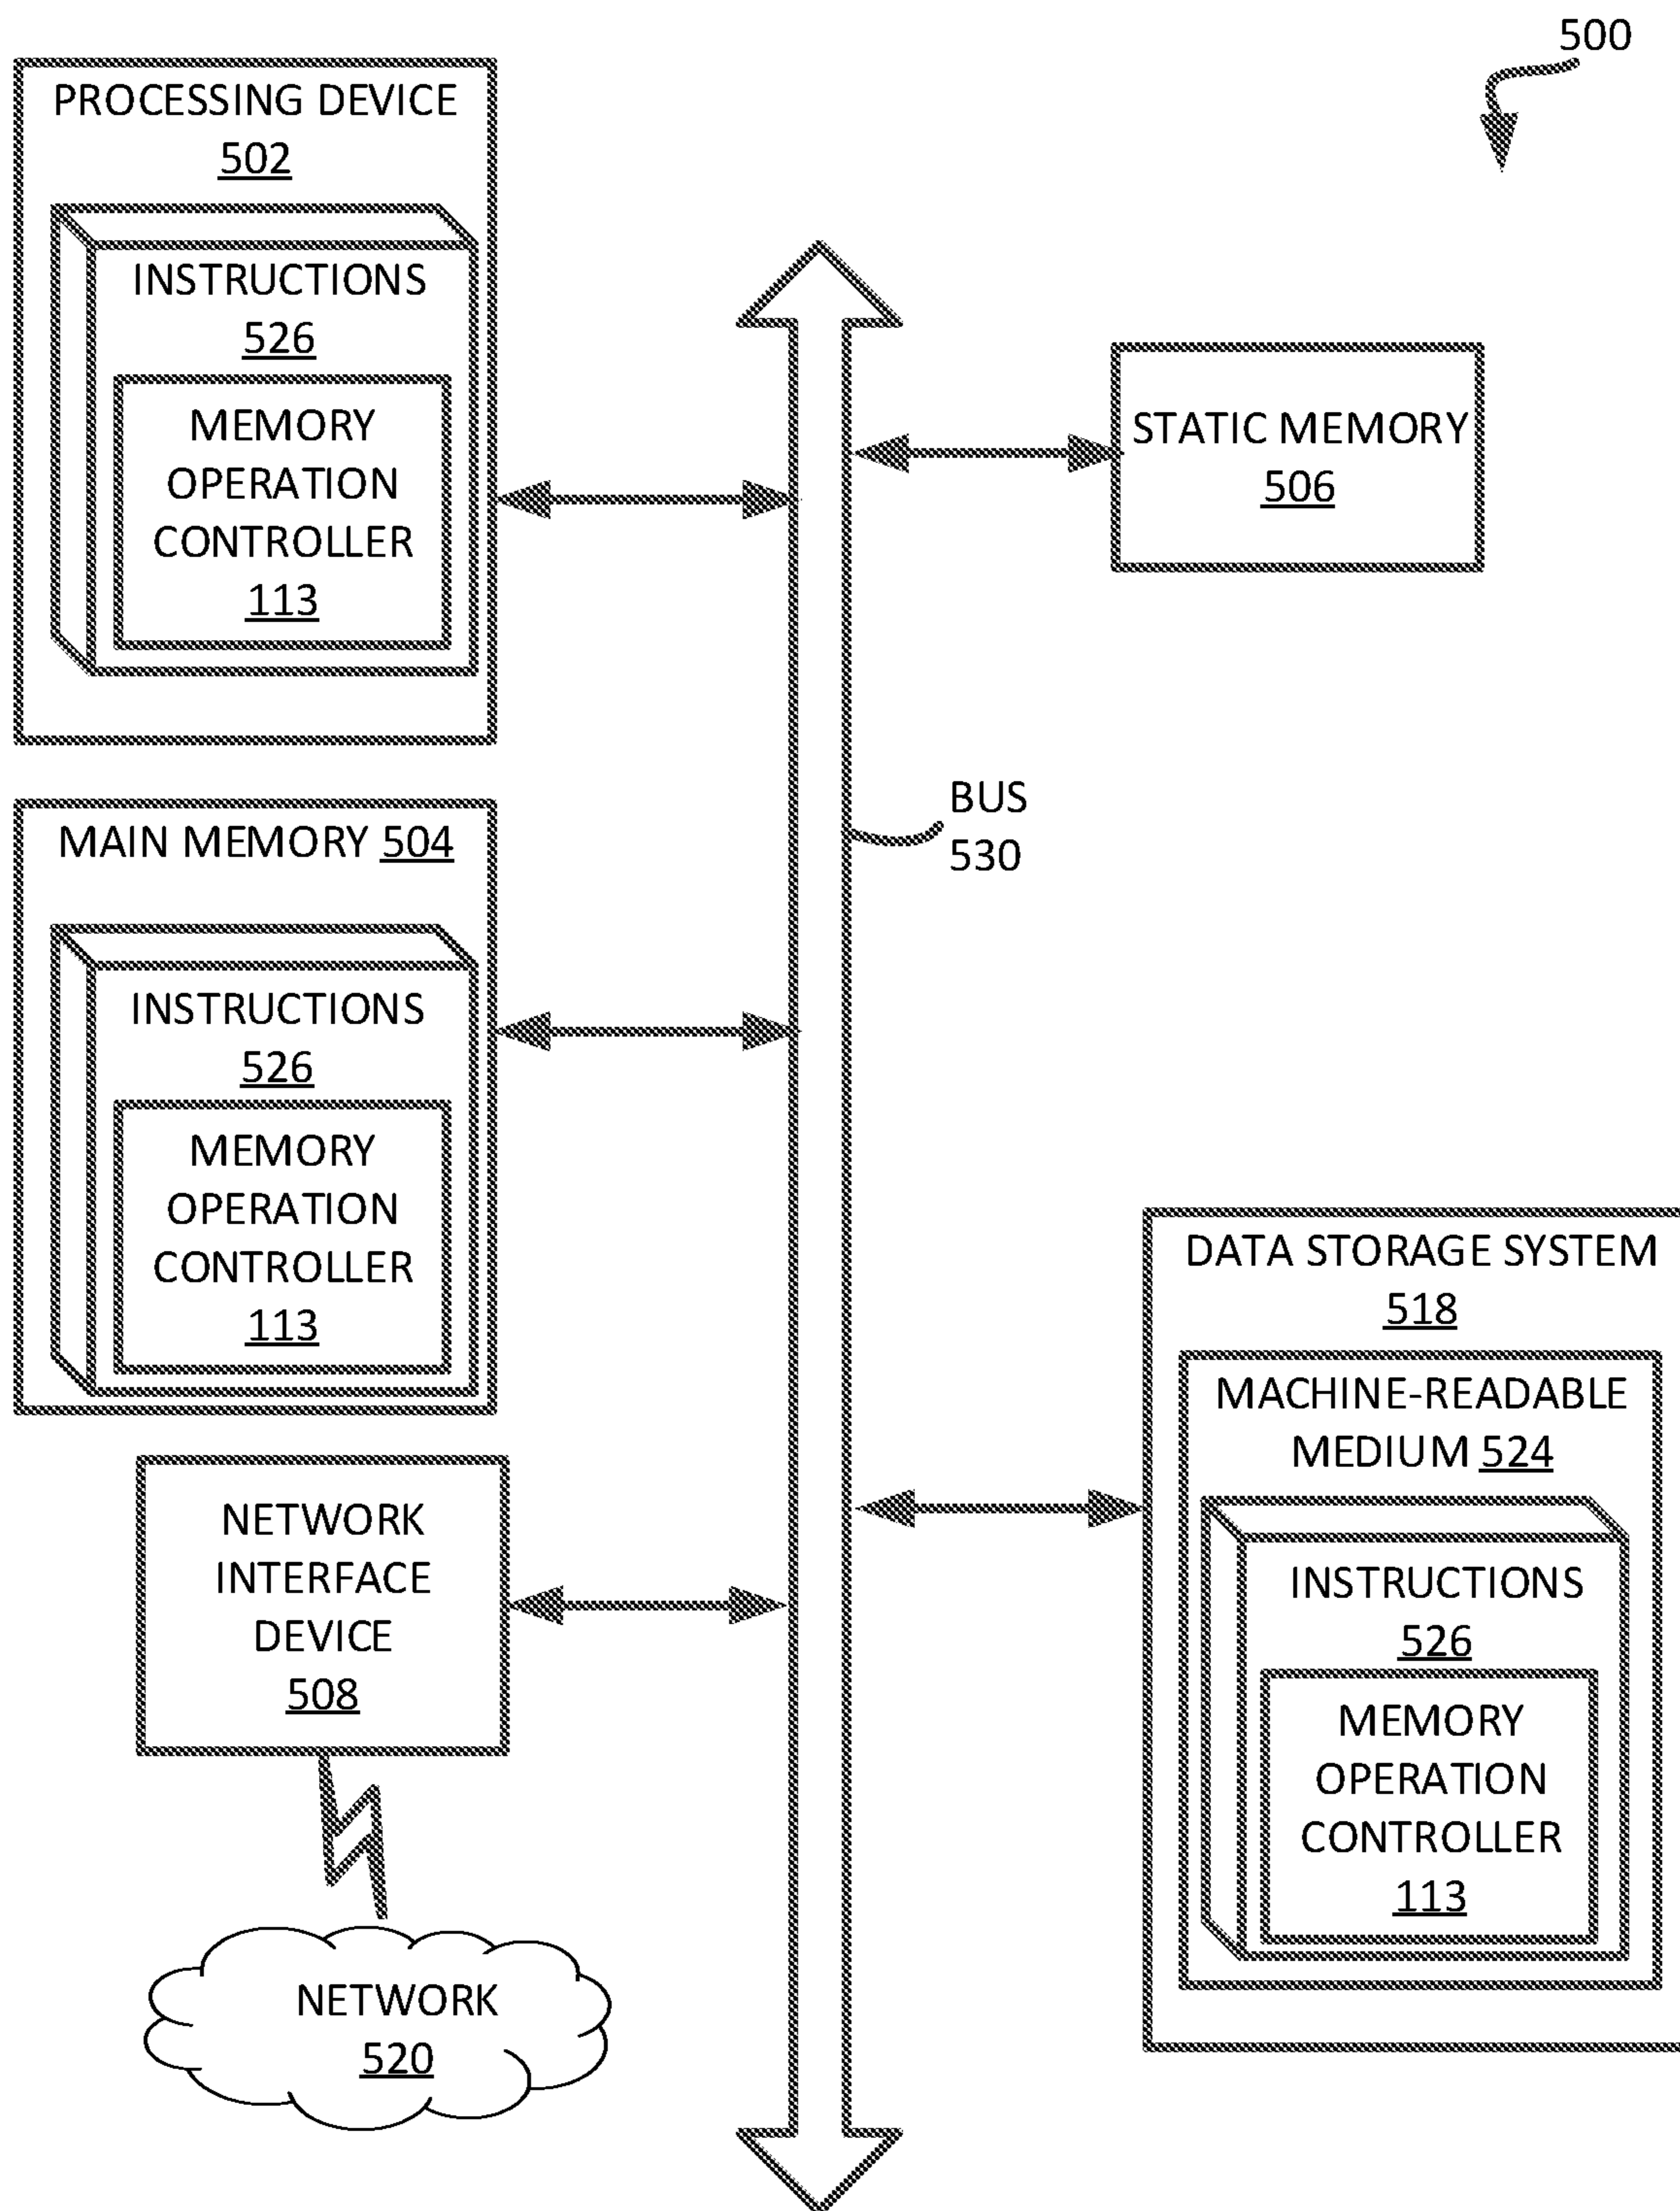 500
PROCESSING DEVICE
502
INSTRUCTIONS
526
MEMORY
OPERATION
CONTROLLER
113
STATIC MEMORY
506
BUS
530
MAIN MEMORY 504
INSTRUCTIONS
526
MEMORY
OPERATION
CONTROLLER
113
DATA STORAGE SYSTEM
518
MACHINE-READABLE
MEDIUM 524
INSTRUCTIONS
526
MEMORY
OPERATION
CONTROLLER
113
NETWORK
INTERFACE
DEVICE
508
NETWORK
520